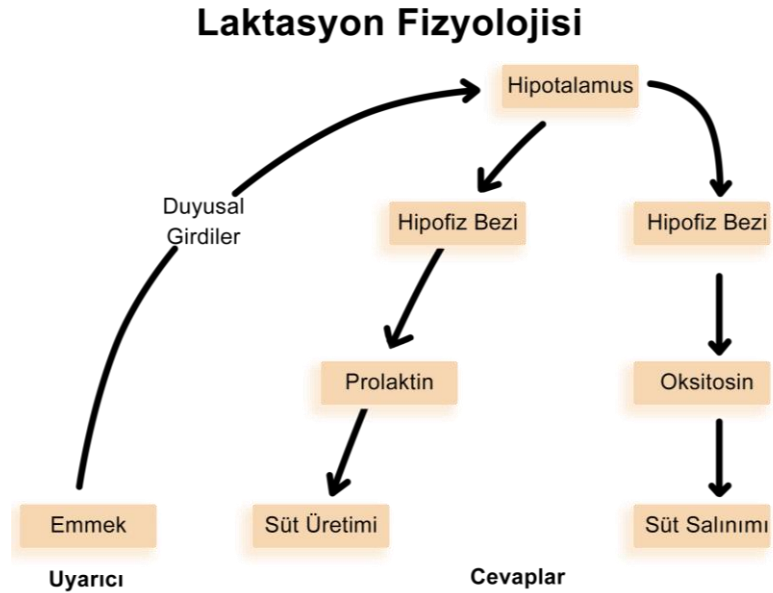 Laktasyon Fizyolojisi
Hipotalamus
Duyusal
Girdiler
Hipofiz Bezi
Hipofiz Bezi
Prolaktin
Oksitosin
Emmek
Süt Üretimi
Süt Salınımı
Uyarıcı
Cevaplar